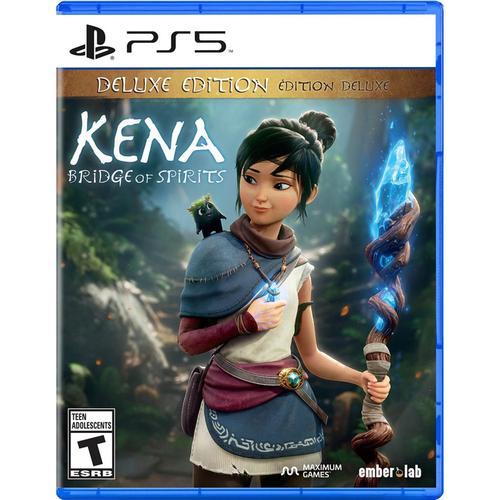 PS5
DELUXE EDITION ÉDITION DELUXE
KENA
BRIDGE OF SPIRITS
TEEN
ADOLESCENTS
T
ESRB
MAXIMUM
GAMES
ember lab